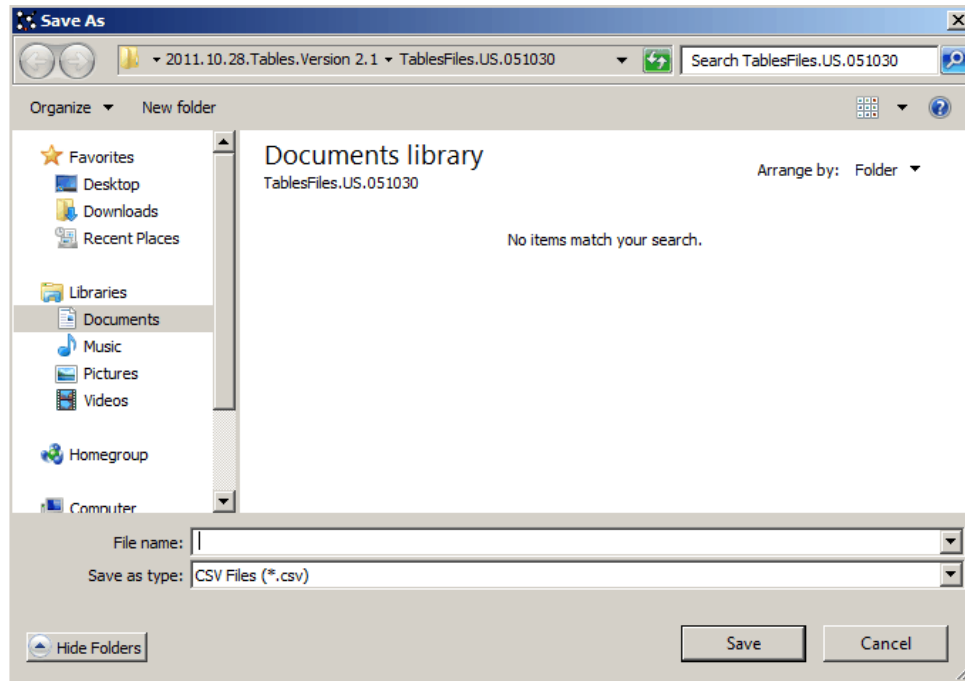 Save As
2011.10.28.Tables.Version 2.1 TablesFiles.US.051030
Search TablesFiles.US.051030
Organize New folder
Favorites
Desktop
Downloads
Recent Places
Libraries
Documents
Music
Pictures
Videos
Homegroup
Computer
Documents library
TablesFiles.US.051030
Arrange by: Folder
No items match your search.
File name:
Save as type: CSV Files (*.csv)
Hide Folders
Save
Cancel